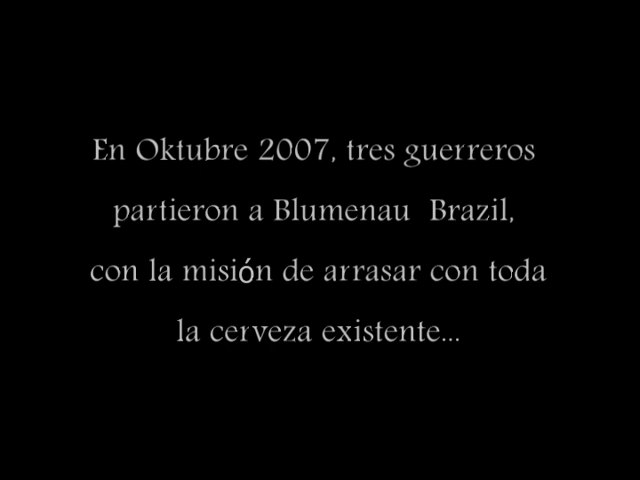 En Oktubre 2007, tres guerreros
partieron a Blumenau  Brazil,
con la misión de arrasar con toda
la cerveza existente...